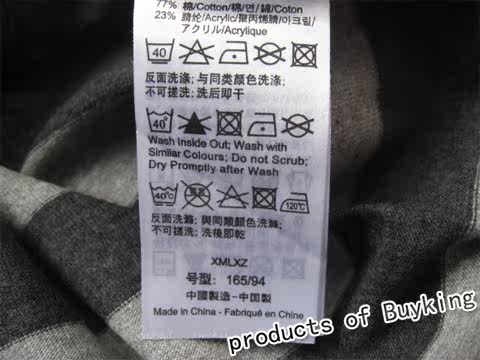 77% 棉/Cotton/棉/면/綿/Coton
23% 腈纶/Acrylic/聚丙烯腈/아크릴/
アクリル/Acrylique
40
反面洗涤; 与同类颜色洗涤;
不可搓洗; 洗后即干
40°
Wash Inside Out; Wash with
Similar Colours; Do not Scrub;
Dry Promptly after Wash
40°C 120°C
反面洗滌; 與同類顏色洗滌;
不可搓洗; 洗後即乾
XMLXZ
号型: 165/94
中國製造-中国製
Made in China - Fabriqué en Chine
products of Buyking